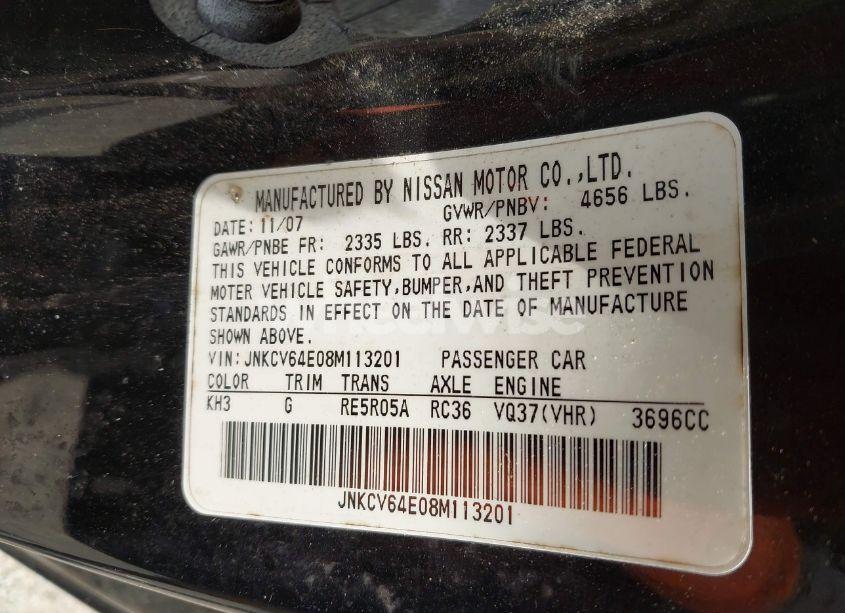 MANUFACTURED BY NISSAN MOTOR CO.,LTD.
DATE: 11/07 GVWR/PNBV: 4656 LBS.
GAWR/PNBE FR: 2335 LBS. RR: 2337 LBS.
THIS VEHICLE CONFORMS TO ALL APPLICABLE FEDERAL
MOTER VEHICLE SAFETY,BUMPER,AND THEFT PREVENTION
STANDARDS IN EFFECT ON THE DATE OF MANUFACTURE
SHOWN ABOVE.
VIN:JNKCV64E08M113201 PASSENGER CAR
COLOR TRIM TRANS AXLE ENGINE
KH3 G RE5R05A RC36 VQ37(VHR) 3696CC
JNKCV64E08M113201